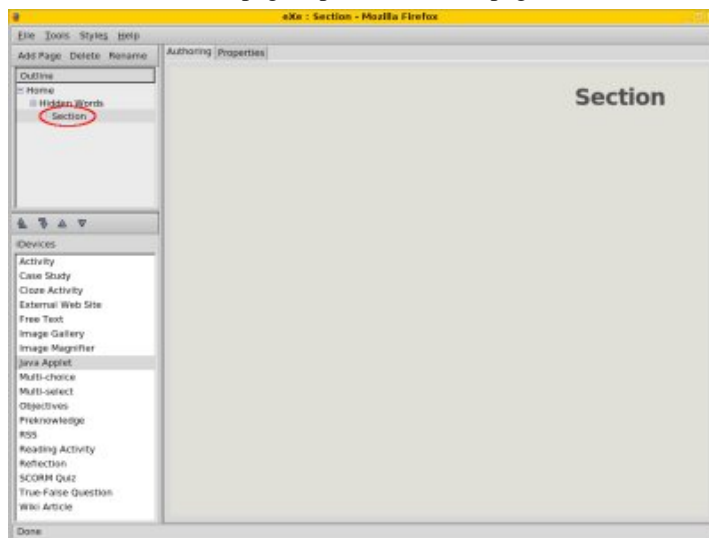 eXe : Section - Mozilla Firefox
File Tools Styles Help
Add Page Delete Rename
Authoring Properties
Outline
Home
Hidden Words
Section
Section
iDevices
Activity
Case Study
Cloze Activity
External Web Site
Free Text
Image Gallery
Image Magnifier
Java Applet
Multi-choice
Multi-select
Objectives
Preknowledge
RSS
Reading Activity
Reflection
SCORM Quiz
True-False Question
Wiki Article
Done